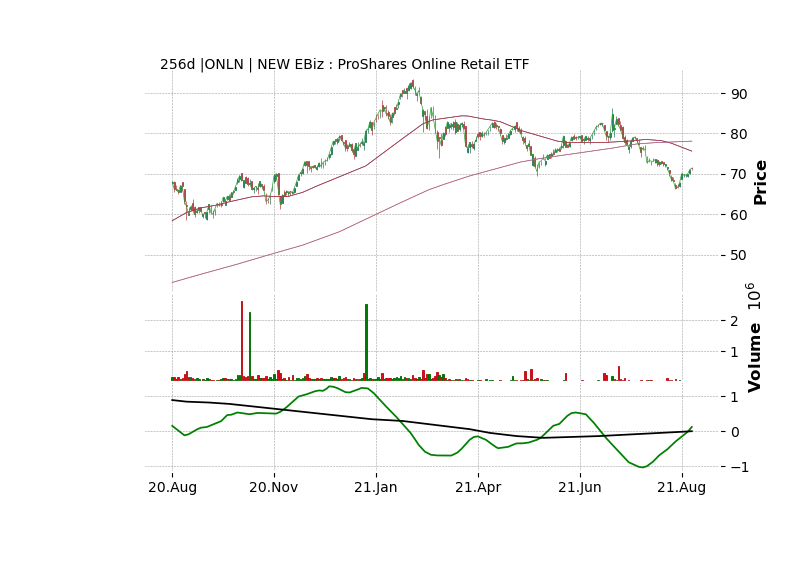 256d |ONLN | NEW EBiz : ProShares Online Retail ETF
90
80
70
60
50
Price
2
1
Volume 10^6
1
0
−1
20.Aug 20.Nov 21.Jan 21.Apr 21.Jun 21.Aug